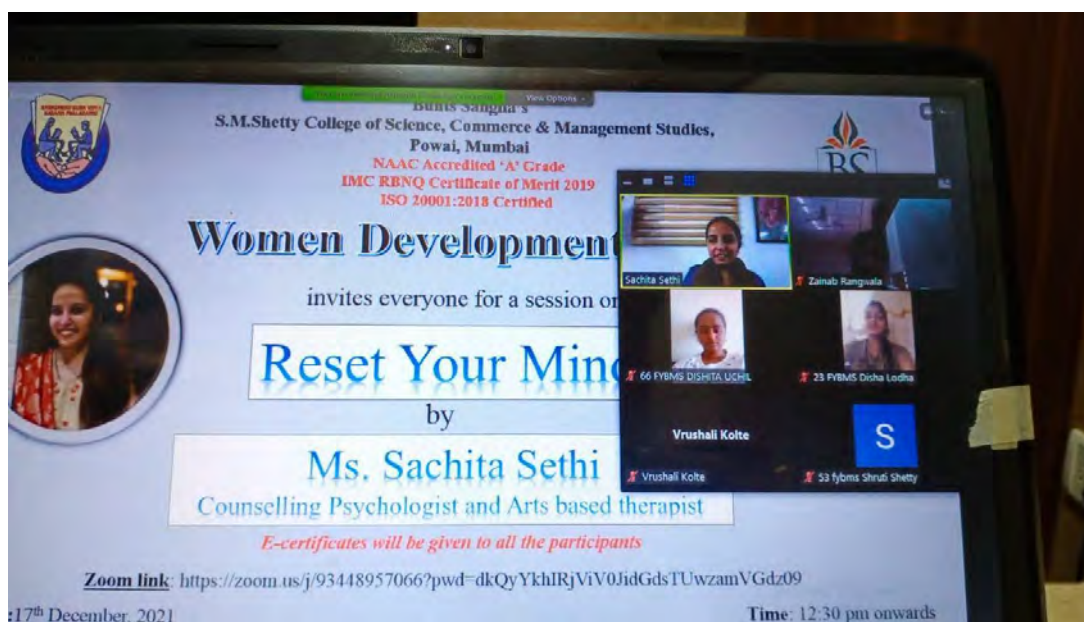 View Options
Bunts Sangha's
S.M.Shetty College of Science, Commerce & Management Studies,
Powai, Mumbai
NAAC Accredited 'A' Grade
IMC RBNQ Certificate of Merit 2019
ISO 20001:2018 Certified
BS
Women Development
invites everyone for a session on
Reset Your Min
by
Ms. Sachita Sethi
Counselling Psychologist and Arts based therapist
E-certificates will be given to all the participants
Zoom link: https://zoom.us/j/93448957066?pwd=dkQyYkhIRjViV0JidGdsTUwzamVGdz09
:17th December, 2021
Time: 12:30 pm onwards
Sachita Sethi
Zainab Rangwala
66 FYBMS DISHITA UCHIL
23 FYBMS Disha Lodha
Vrushali Kolte
Vrushali Kolte
S
53 fybms Shruti Shetty